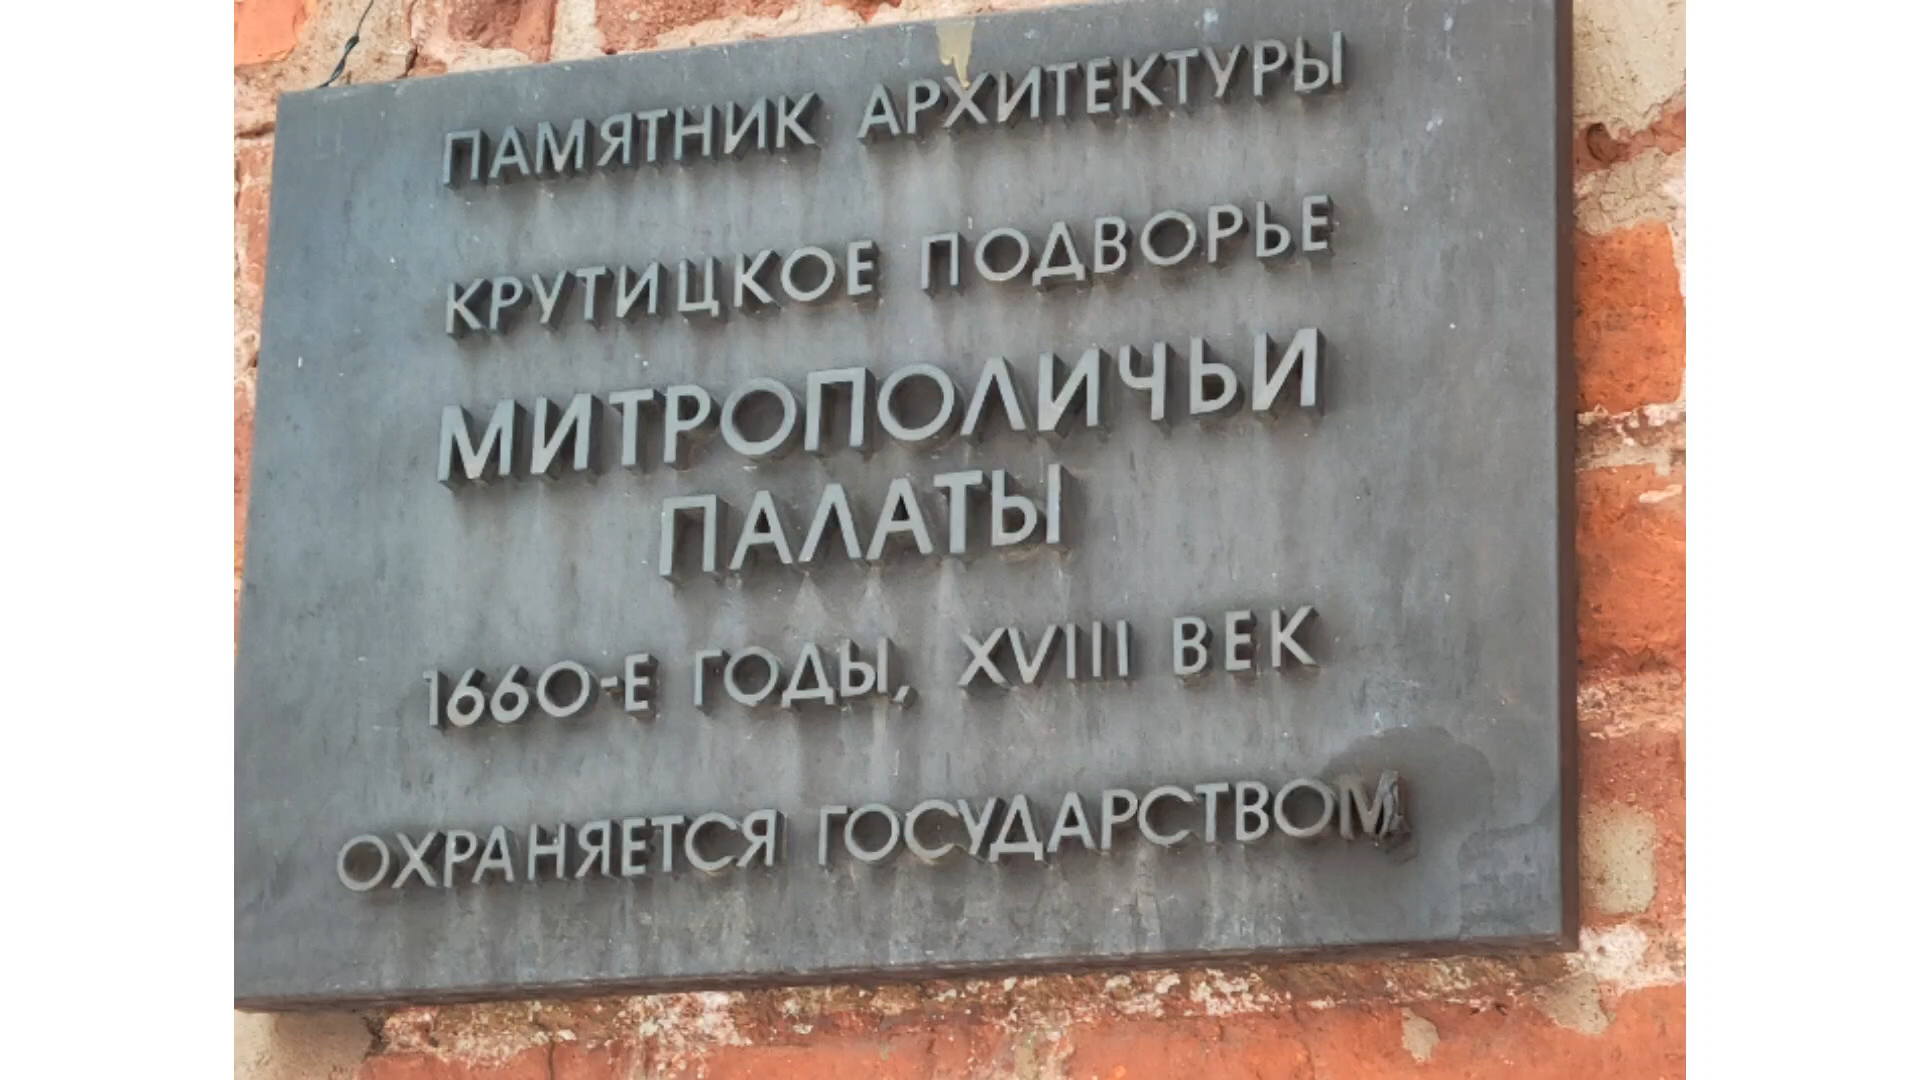 ПАМЯТНИК АРХИТЕКТУРЫ
КРУТИЦКОЕ ПОДВОРЬЕ
МИТРОПОЛИЧЬИ
ПАЛАТЫ
1660-Е ГОДЫ, XVIII ВЕК
ОХРАНЯЕТСЯ ГОСУДАРСТВОМ